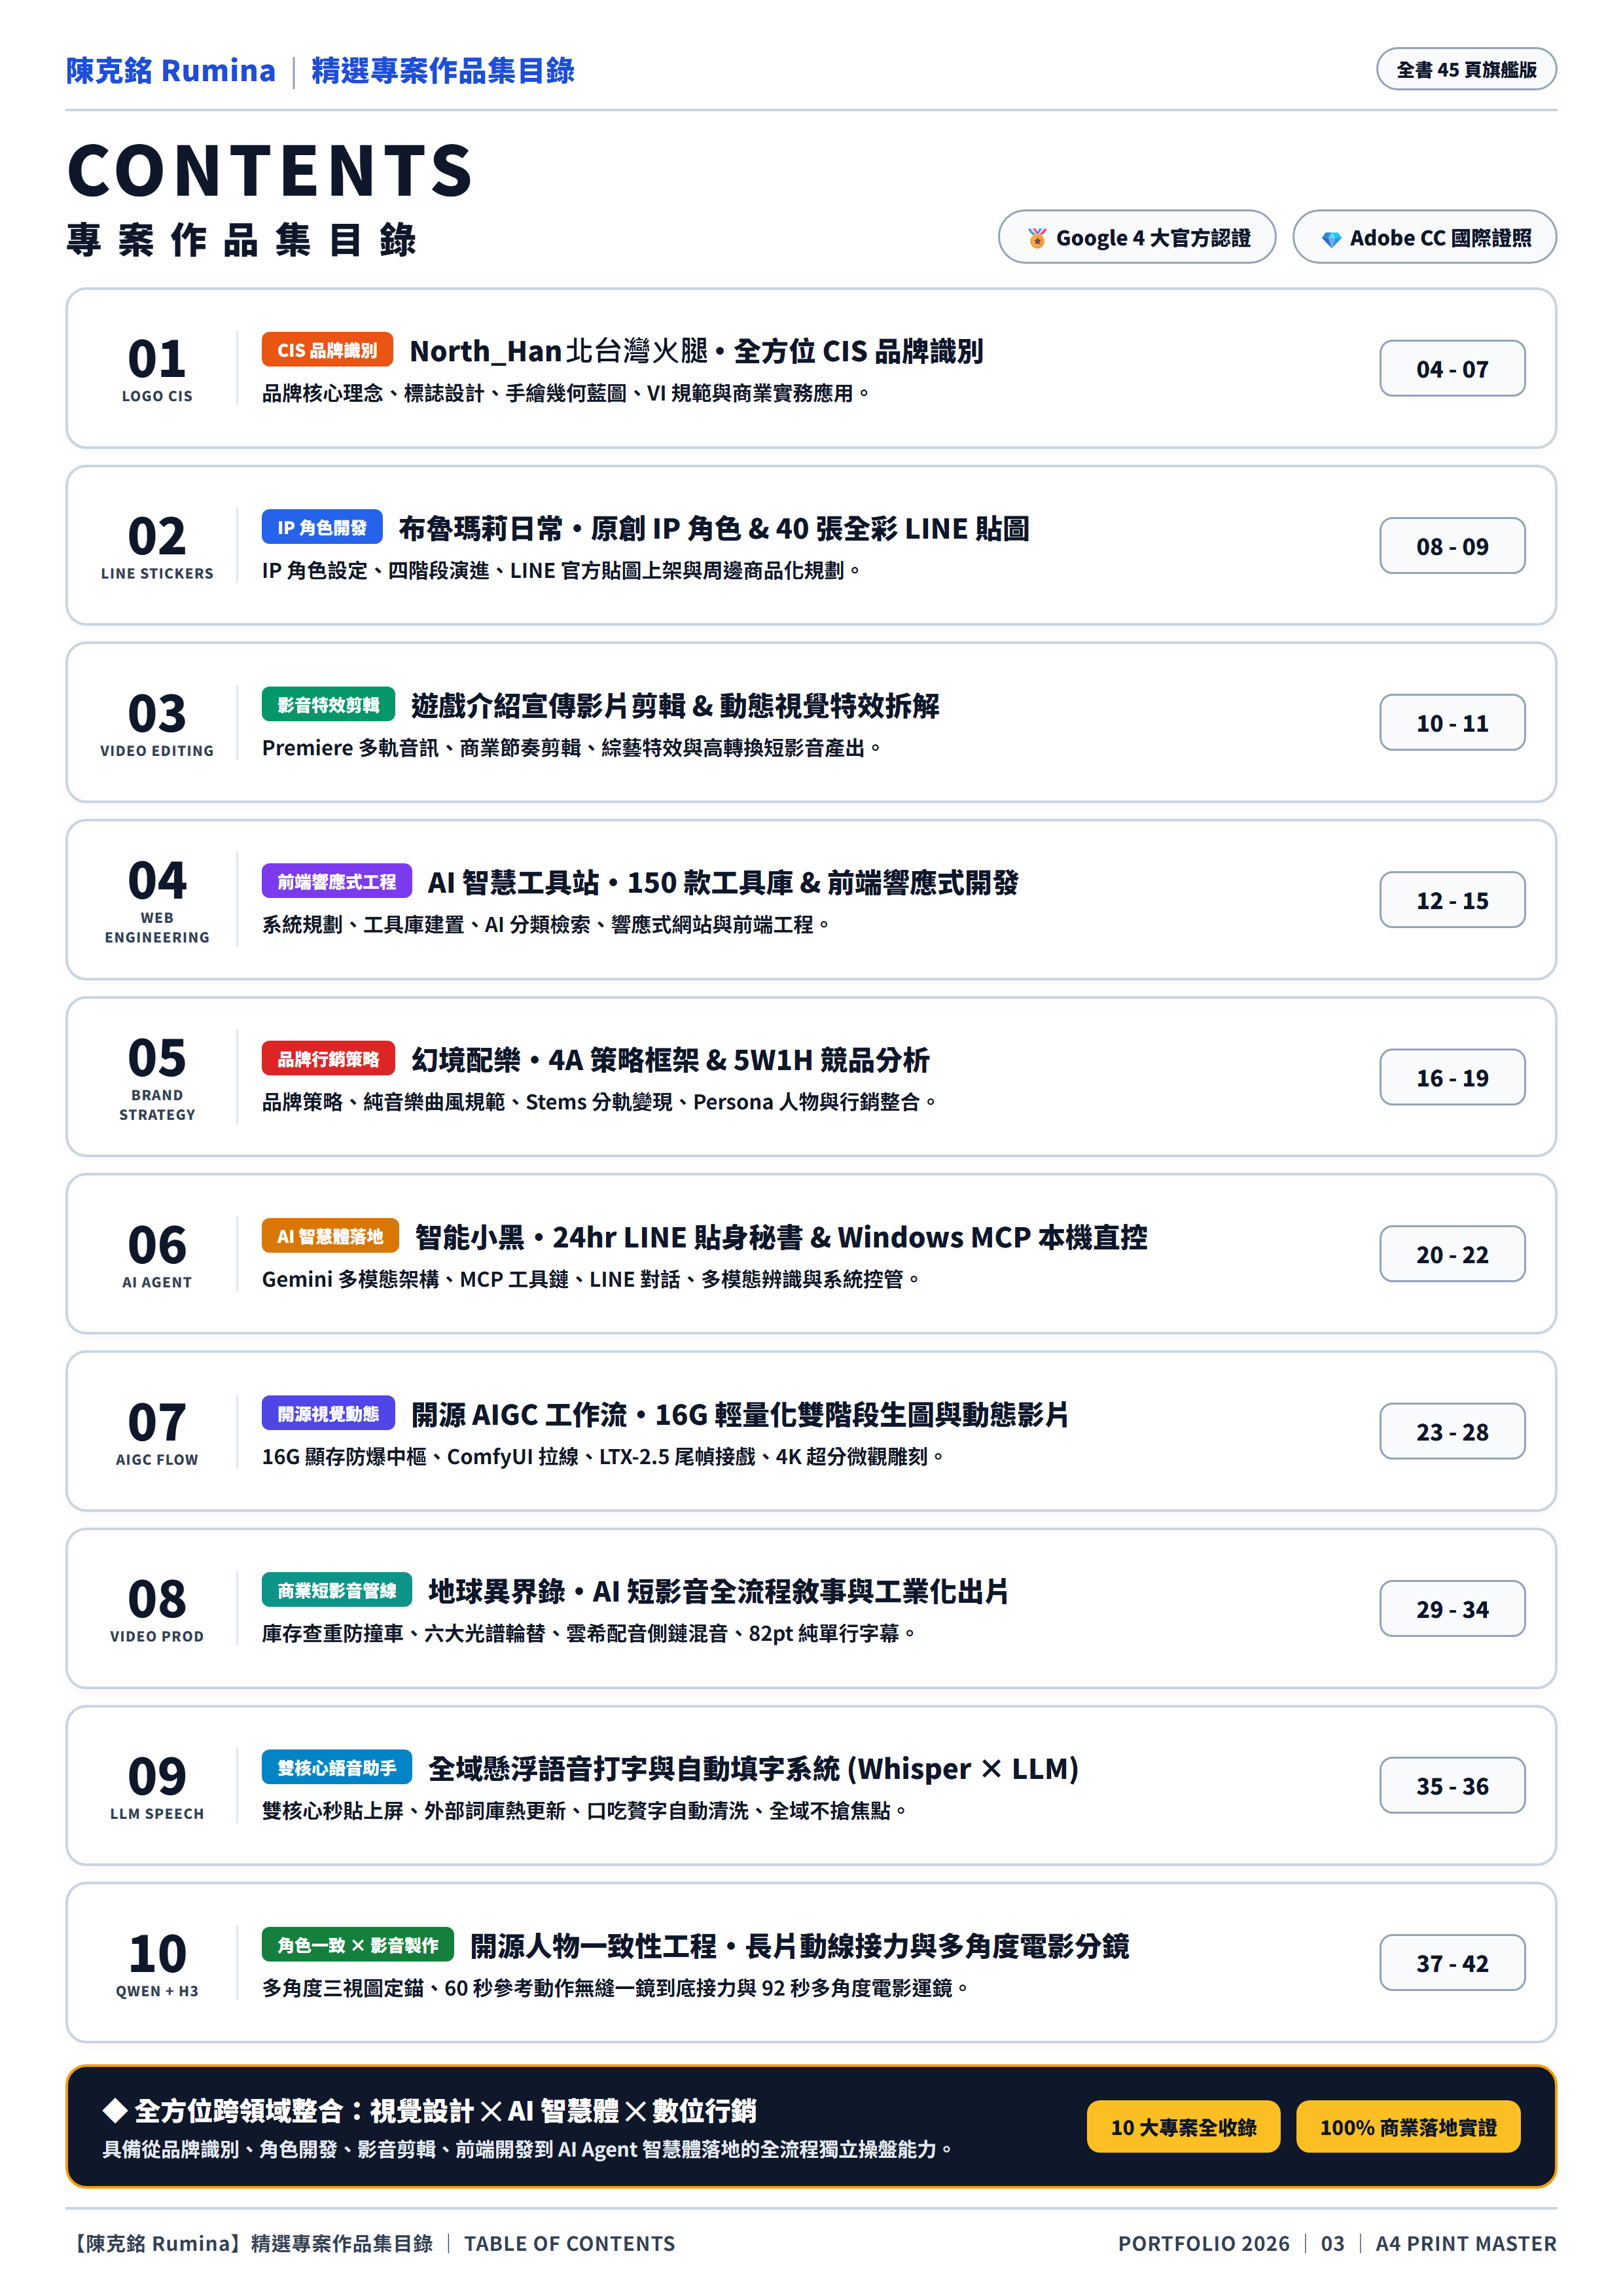 陳克銘 Rumina｜精選專案作品集目錄
全書 45 頁旗艦版
CONTENTS
專案作品集目錄
Google 4 大官方認證
Adobe CC 國際證照
01
LOGO CIS
CIS 品牌識別
North_Han北台灣火腿・全方位 CIS 品牌識別
品牌核心理念、標誌設計、手繪幾何藍圖、VI 規範與商業實務應用。
04 - 07
02
LINE STICKERS
IP 角色開發
布魯瑪莉日常・原創 IP 角色 & 40 張全彩 LINE 貼圖
IP 角色設定、四階段演進、LINE 官方貼圖上架與周邊商品化規劃。
08 - 09
03
VIDEO EDITING
影音特效剪輯
遊戲介紹宣傳影片剪輯 & 動態視覺特效拆解
Premiere 多軌音訊、商業節奏剪輯、綜藝特效與高轉換短影音產出。
10 - 11
04
WEB
ENGINEERING
前端響應式工程
AI 智慧工具站・150 款工具庫 & 前端響應式開發
系統規劃、工具庫建置、AI 分類檢索、響應式網站與前端工程。
12 - 15
05
BRAND
STRATEGY
品牌行銷策略
幻境配樂・4A 策略框架 & 5W1H 競品分析
品牌策略、純音樂曲風規範、Stems 分軌變現、Persona 人物與行銷整合。
16 - 19
06
AI AGENT
AI 智慧體落地
智能小黑・24hr LINE 貼身秘書 & Windows MCP 本機直控
Gemini 多模態架構、MCP 工具鏈、LINE 對話、多模態辨識與系統控管。
20 - 22
07
AIGC FLOW
開源視覺動態
開源 AIGC 工作流・16G 輕量化雙階段生圖與動態影片
16G 顯存防爆中樞、ComfyUI 拉線、LTX-2.5 尾幀接戲、4K 超分微觀雕刻。
23 - 28
08
VIDEO PROD
商業短影音管線
地球異界錄・AI 短影音全流程敘事與工業化出片
庫存查重防撞車、六大光譜輪替、雲希配音側鏈混音、82pt 純單行字幕。
29 - 34
09
LLM SPEECH
雙核心語音助手
全域懸浮語音打字與自動填字系統 (Whisper × LLM)
雙核心秒貼上屏、外部詞庫熱更新、口吃贅字自動清洗、全域不搶焦點。
35 - 36
10
QWEN + H3
角色一致 × 影音製作
開源人物一致性工程・長片動線接力與多角度電影分鏡
多角度三視圖定錨、60 秒參考動作無縫一鏡到底接力與 92 秒多角度電影運鏡。
37 - 42
◆ 全方位跨領域整合：視覺設計 × AI 智慧體 × 數位行銷
具備從品牌識別、角色開發、影音剪輯、前端開發到 AI Agent 智慧體落地的全流程獨立操盤能力。
10 大專案全收錄
100% 商業落地實證
【陳克銘 Rumina】精選專案作品集目錄｜TABLE OF CONTENTS
PORTFOLIO 2026｜03｜A4 PRINT MASTER